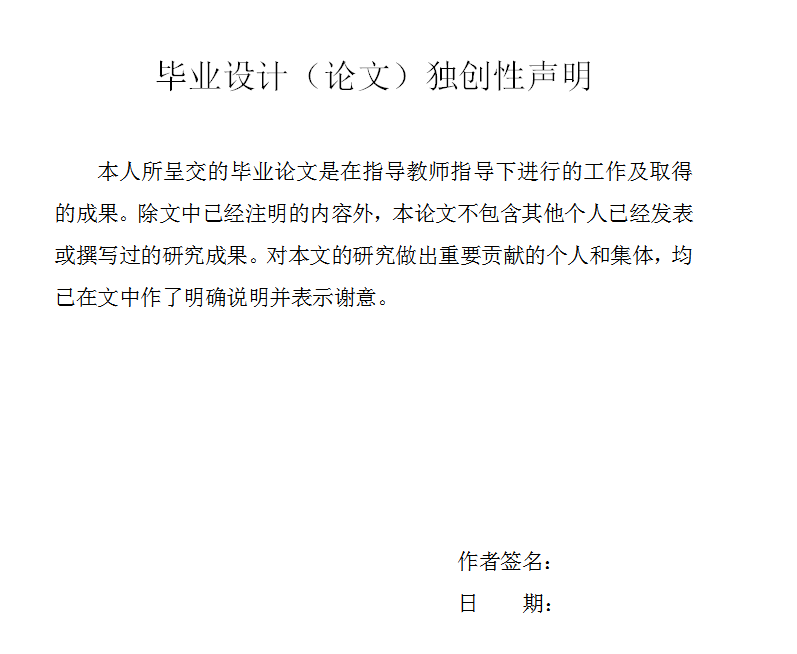 毕业设计（论文）独创性声明
本人所呈交的毕业论文是在指导教师指导下进行的工作及取得
的成果。除文中已经注明的内容外，本论文不包含其他个人已经发表
或撰写过的研究成果。对本文的研究做出重要贡献的个人和集体，均
已在文中作了明确说明并表示谢意。
作者签名：
日　　期：